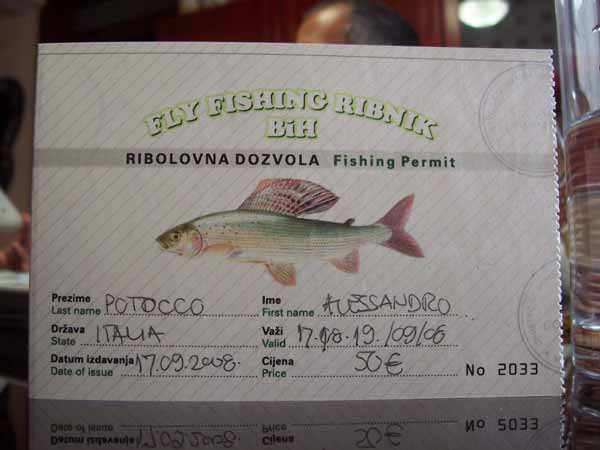 FLY FISHING RIBNIK
BiH
RIBOLOVNA DOZVOLA Fishing Permit
Prezime
Last name POTOCCO
Ime
First name ALESSANDRO
Država
State ITALIA
Važi
Valid 17.18.19./09/08
Datum izdavanja
Date of issue 17.09.2008.
Cijena
Price 50€
No 2033